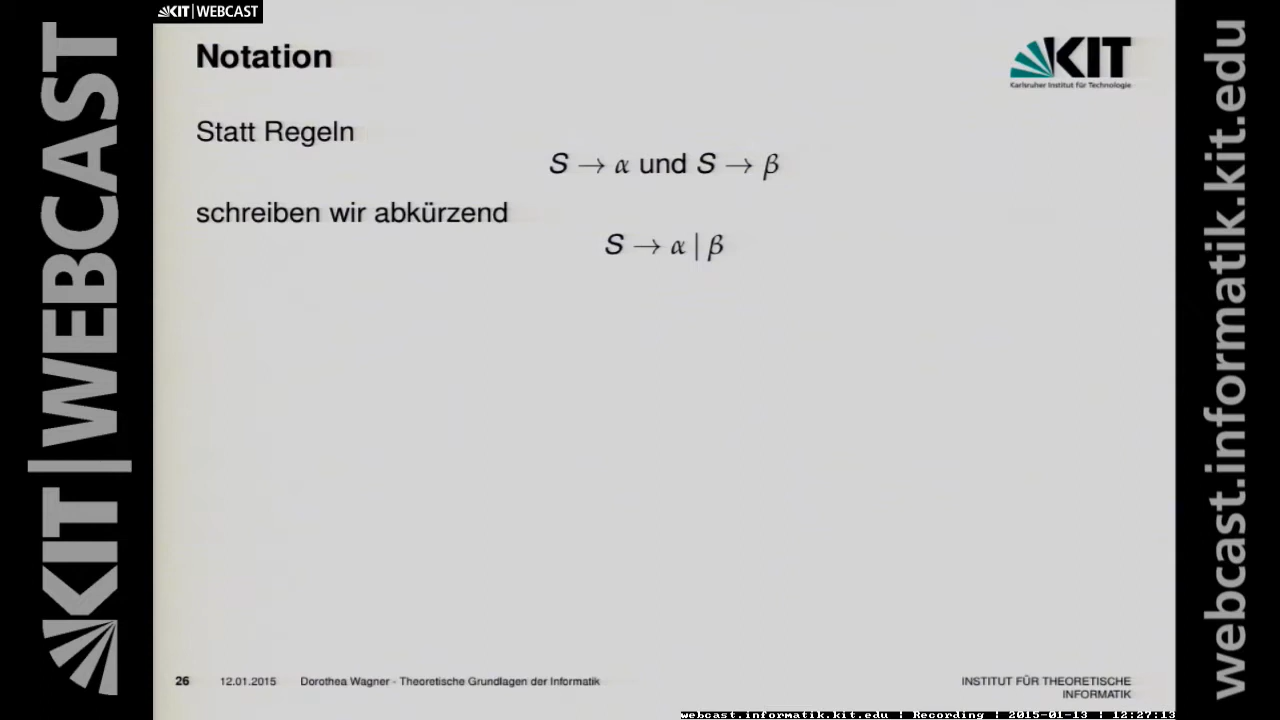 KIT | WEBCAST
Notation
KIT
Karlsruher Institut für Technologie
Statt Regeln
S → α und S → β
schreiben wir abkürzend
S → α | β
26 12.01.2015 Dorothea Wagner - Theoretische Grundlagen der Informatik
INSTITUT FÜR THEORETISCHE
INFORMATIK
webcast.informatik.kit.edu | Recording | 2015-01-13 | 12:27:13
KIT | WEBCAST
webcast.informatik.kit.edu